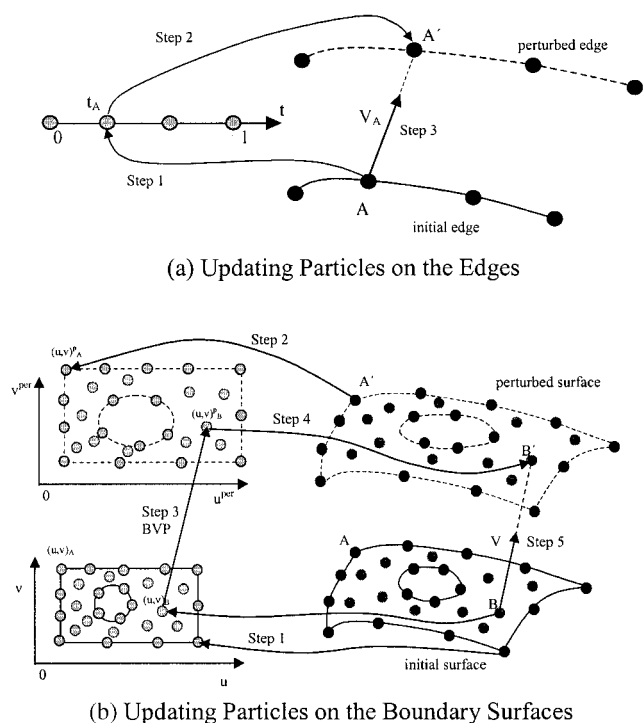 Step 2
A´
perturbed edge
t_A
t
0
1
V_A
Step 3
Step 1
A
initial edge
(a) Updating Particles on the Edges
Step 2
(u,v)^p_A
A´
perturbed surface
v^per
(u,v)^p_B
Step 4
B´
0
u^per
Step 3
BVP
(u,v)_A
A
V
Step 5
v
(u,v)_B
B
Step 1
initial surface
0
u
(b) Updating Particles on the Boundary Surfaces